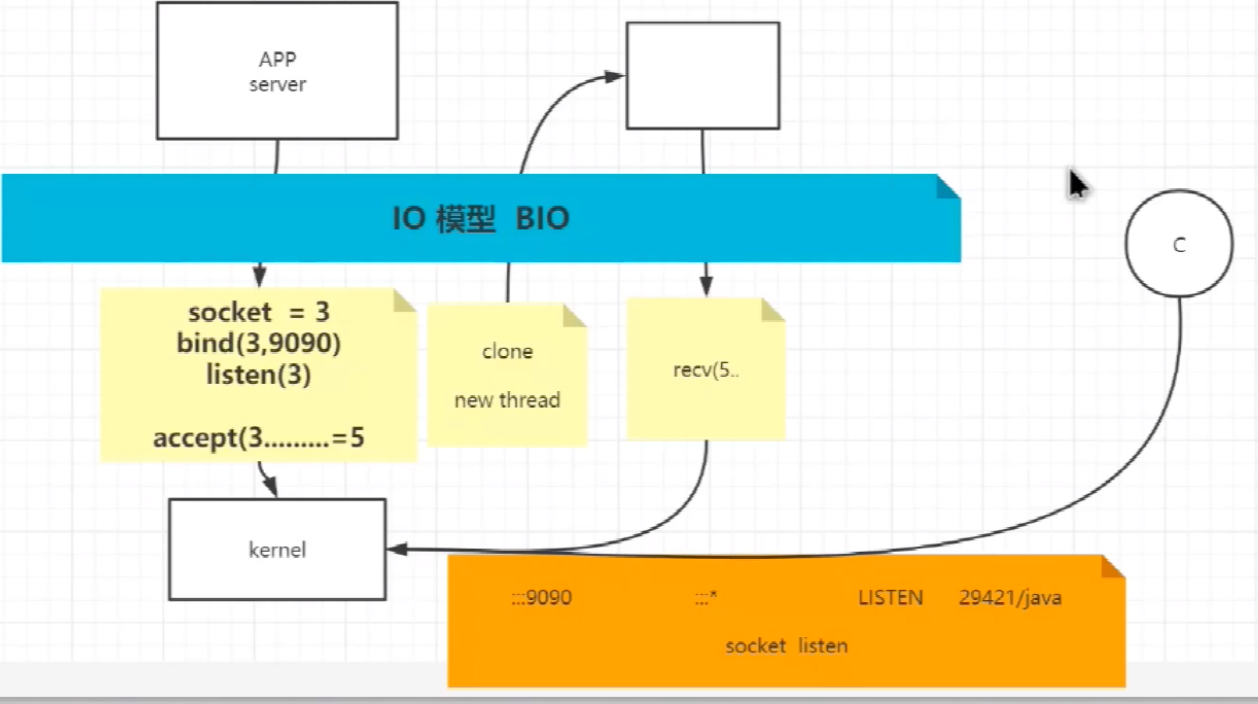 APP
server
IO 模型  BIO
socket  = 3
bind(3,9090)
listen(3)
accept(3.........=5
clone
new thread
recv(5..
C
kernel
:::9090 :::* LISTEN 29421/java
socket  listen